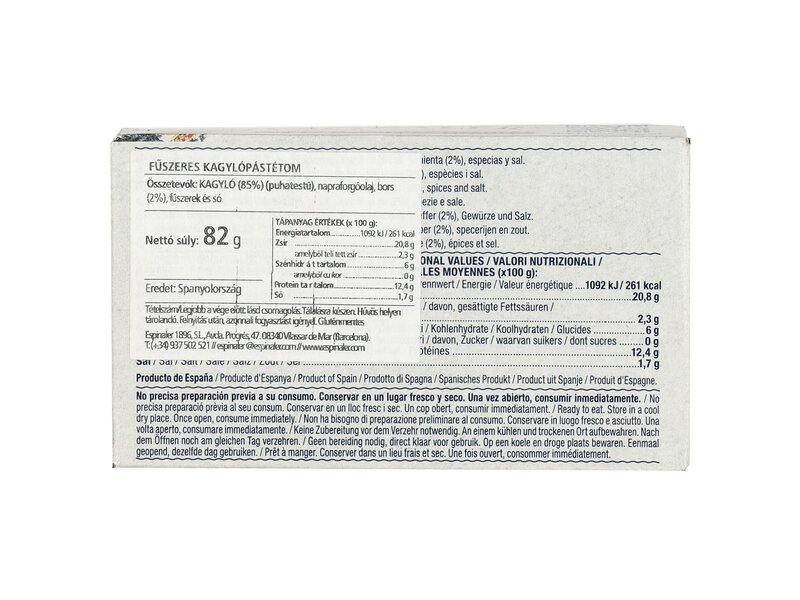 FŰSZERES KAGYLÓPÁSTÉTOM
Összetevők: KAGYLÓ (85%) (puhatestű), napraforgóolaj, bors
(2%), fűszerek és só.
Nettó súly: 82 g
Eredet: Spanyolország
TÁPANYAG ÉRTÉKEK (x 100 g):
Energiatartalom....1092 kJ / 261 kcal
Zsír....20,8 g
amelyből telített zsír....2,3 g
Szénhidrát tartalom....6 g
amelyből cukor....0 g
Protein tartalom....12,4 g
Só....1,7 g
Tételszám/Legjobb a vége előtt: lásd csomagolás. Tálalásra készen. Hűvös helyen
tárolandó. Felnyitás után, azonnali fogyasztást igényel. Gluténmentes
Espinaler 1896, S.L., Avda. Progrés, 47. 08340 Vilassar de Mar (Barcelona).
T: (+34) 937 502 521 // espinaler@espinaler.com // www.espinaler.com
ienta (2%), especias y sal.
), espècies i sal.
, spices and salt.
ezie e sale.
ffer (2%), Gewürze und Salz.
er (2%), specerijen en zout.
e (2%), épices et sel.
ONAL VALUES / VALORI NUTRIZIONALI /
LLES MOYENNES (x100 g):
rennwert / Energie / Valeur énergétique ....1092 kJ / 261 kcal
20,8 g
/ davon, gesättigte Fettsäuren /
2,3 g
i / Kohlenhydrate / Koolhydraten / Glucides....6 g
ri / davon, Zucker / waarvan suikers / dont sucres....0 g
otéines....12,4 g
Sal / Sal / Salt / Sale / Salz / Zout / Sel....1,7 g
Producto de España / Producte d'Espanya / Product of Spain / Prodotto di Spagna / Spanisches Produkt / Product uit Spanje / Produit d'Espagne.
No precisa preparación previa a su consumo. Conservar en un lugar fresco y seco. Una vez abierto, consumir inmediatamente. / No
precisa preparació prèvia al seu consum. Conservar en un lloc fresc i sec. Un cop obert, consumir immediatament. / Ready to eat. Store in a cool
dry place. Once open, consume immediately. / Non ha bisogno di preparazione preliminare al consumo. Conservare in luogo fresco e asciutto. Una
volta aperto, consumare immediatamente. / Keine Zubereitung vor dem Verzehr notwendig. An einem kühlen und trockenen Ort aufbewahren. Nach
dem Öffnen noch am gleichen Tag verzehren. / Geen bereiding nodig, direct klaar voor gebruik. Op een koele en droge plaats bewaren. Eenmaal
geopend, dezelfde dag gebruiken. / Prêt à manger. Conserver dans un lieu frais et sec. Une fois ouvert, consommer immédiatement.